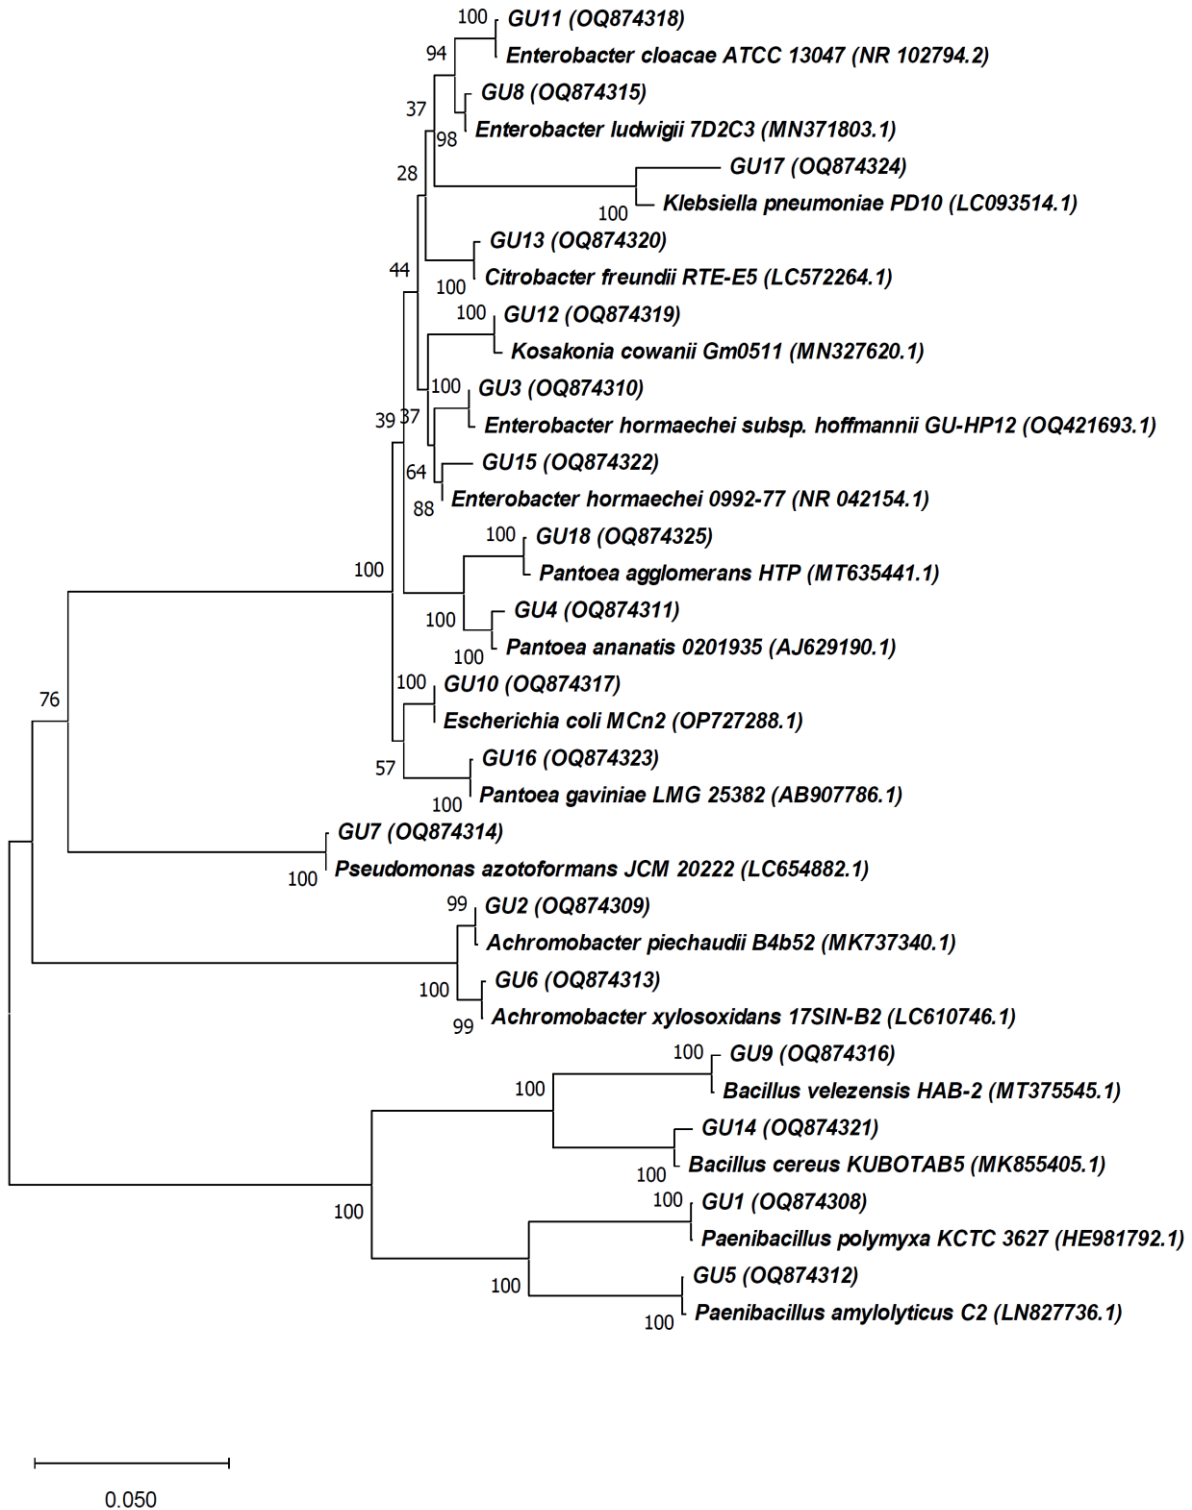 100
GU11 (OQ874318)
Enterobacter cloacae ATCC 13047 (NR 102794.2)
94
GU8 (OQ874315)
37
98
Enterobacter ludwigii 7D2C3 (MN371803.1)
GU17 (OQ874324)
28
100
Klebsiella pneumoniae PD10 (LC093514.1)
GU13 (OQ874320)
44
100
Citrobacter freundii RTE-E5 (LC572264.1)
100
GU12 (OQ874319)
Kosakonia cowanii Gm0511 (MN327620.1)
100
GU3 (OQ874310)
39
37
Enterobacter hormaechei subsp. hoffmannii GU-HP12 (OQ421693.1)
64
GU15 (OQ874322)
88
Enterobacter hormaechei 0992-77 (NR 042154.1)
100
GU18 (OQ874325)
100
Pantoea agglomerans HTP (MT635441.1)
100
GU4 (OQ874311)
100
Pantoea ananatis 0201935 (AJ629190.1)
100
GU10 (OQ874317)
76
Escherichia coli MCn2 (OP727288.1)
57
GU16 (OQ874323)
100
Pantoea gaviniae LMG 25382 (AB907786.1)
GU7 (OQ874314)
100
Pseudomonas azotoformans JCM 20222 (LC654882.1)
99
GU2 (OQ874309)
Achromobacter piechaudii B4b52 (MK737340.1)
100
GU6 (OQ874313)
99
Achromobacter xylosoxidans 17SIN-B2 (LC610746.1)
100
GU9 (OQ874316)
100
Bacillus velezensis HAB-2 (MT375545.1)
GU14 (OQ874321)
100
Bacillus cereus KUBOTAB5 (MK855405.1)
100
GU1 (OQ874308)
100
Paenibacillus polymyxa KCTC 3627 (HE981792.1)
100
GU5 (OQ874312)
100
Paenibacillus amylolyticus C2 (LN827736.1)
0.050